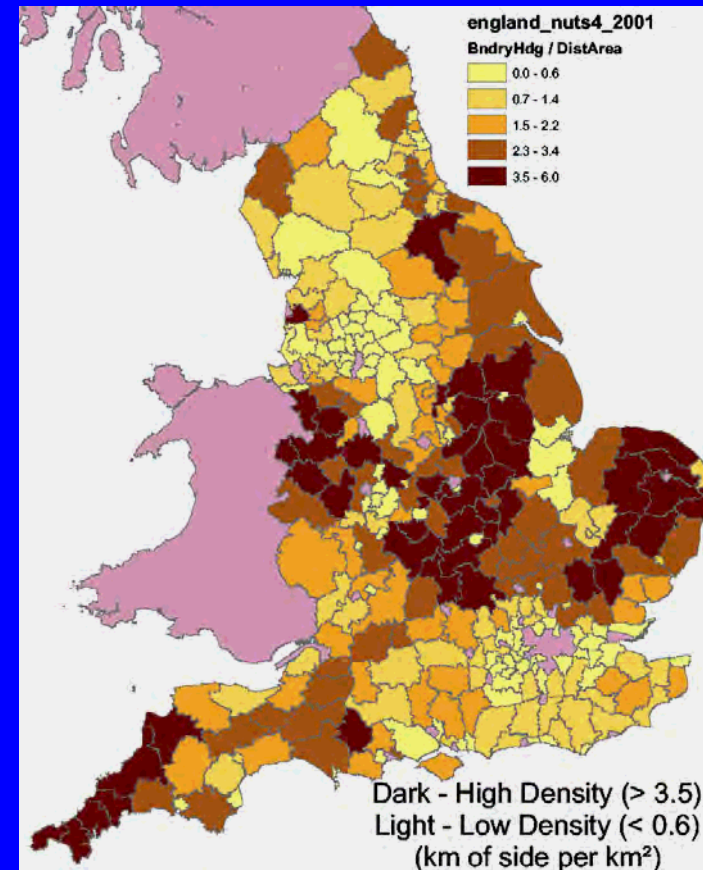 england_nuts4_2001
BndryHdg / DistArea
0.0 - 0.6
0.7 - 1.4
1.5 - 2.2
2.3 - 3.4
3.5 - 6.0
Dark - High Density (> 3.5)
Light - Low Density (< 0.6)
(km of side per km²)